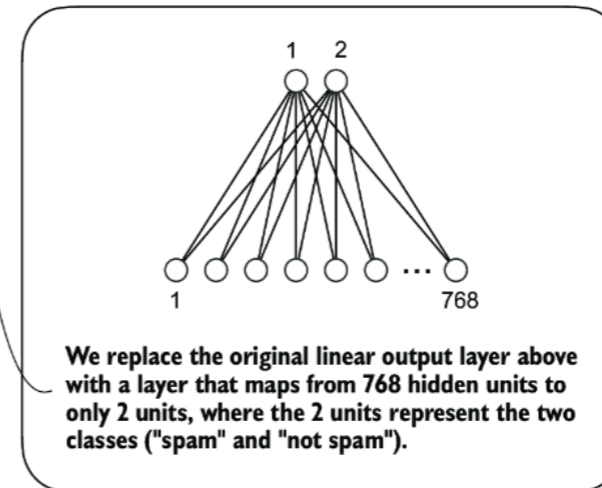 1 2
... 
1 768
We replace the original linear output layer above
with a layer that maps from 768 hidden units to
only 2 units, where the 2 units represent the two
classes ("spam" and "not spam").